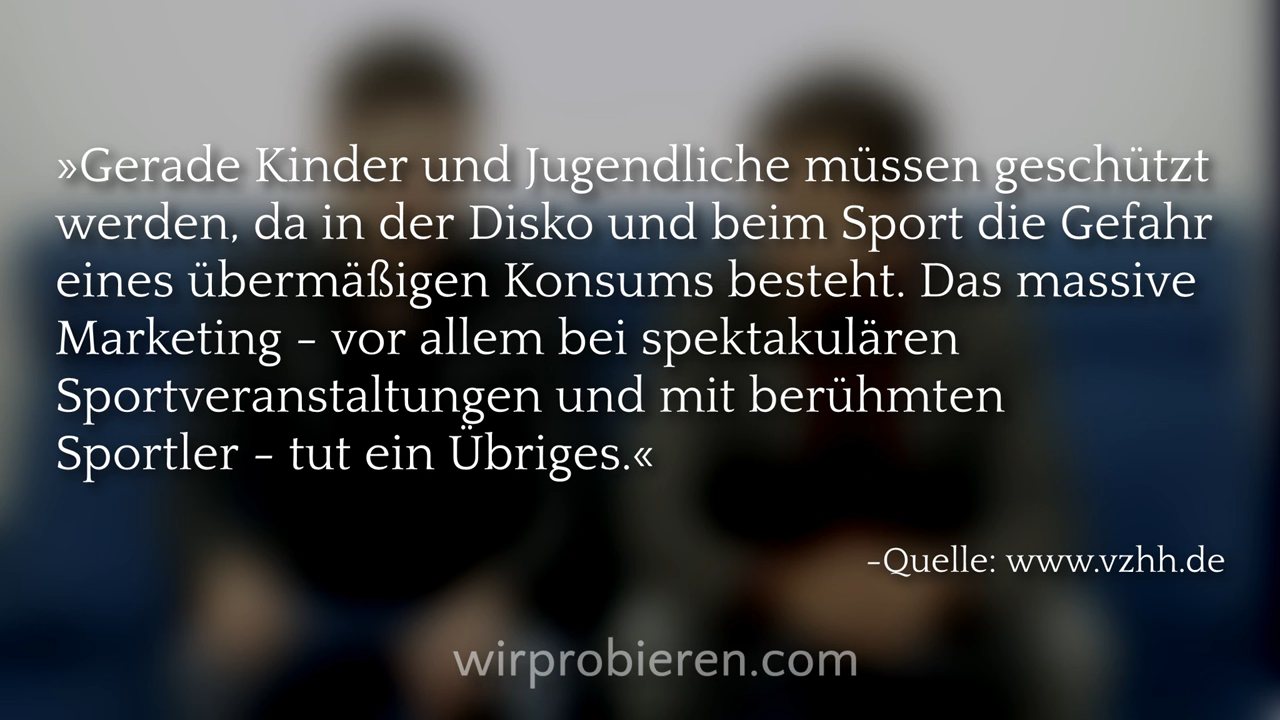 »Gerade Kinder und Jugendliche müssen geschützt
werden, da in der Disko und beim Sport die Gefahr
eines übermäßigen Konsums besteht. Das massive
Marketing – vor allem bei spektakulären
Sportveranstaltungen und mit berühmten
Sportler – tut ein Übriges.«
–Quelle: www.vzhh.de
wirprobieren.com